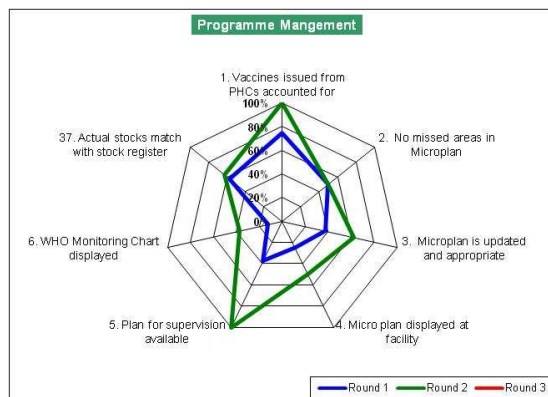 Programme Mangement
1. Vaccines issued from
PHCs accounted for
100%
80%
60%
40%
20%
0%
2. No missed areas in
Microplan
3. Microplan is updated
and appropriate
4. Micro plan displayed at
facility
5. Plan for supervision
available
6. WHO Monitoring Chart
displayed
37. Actual stocks match
with stock register
Round 1
Round 2
Round 3